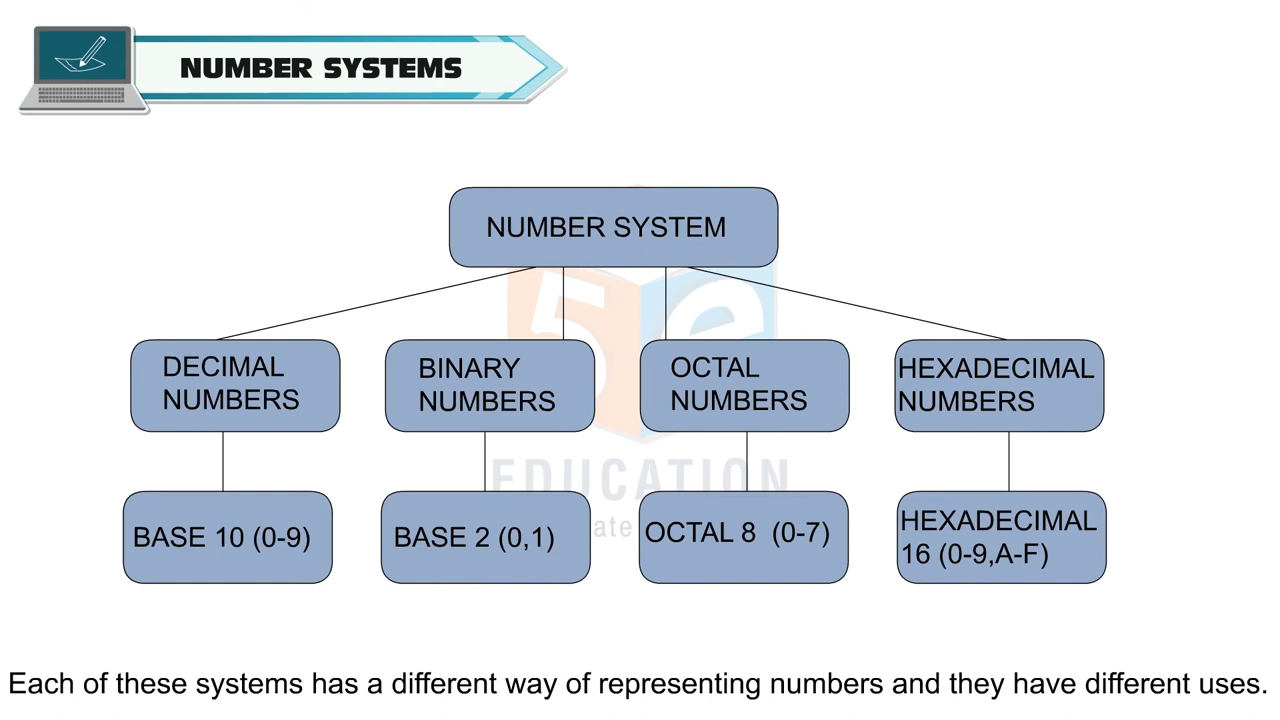 NUMBER SYSTEMS
NUMBER SYSTEM
DECIMAL
NUMBERS
BINARY
NUMBERS
OCTAL
NUMBERS
HEXADECIMAL
NUMBERS
BASE 10 (0-9)
BASE 2 (0,1)
OCTAL 8 (0-7)
HEXADECIMAL
16 (0-9,A-F)
5e
EDUCATION
Each of these systems has a different way of representing numbers and they have different uses.